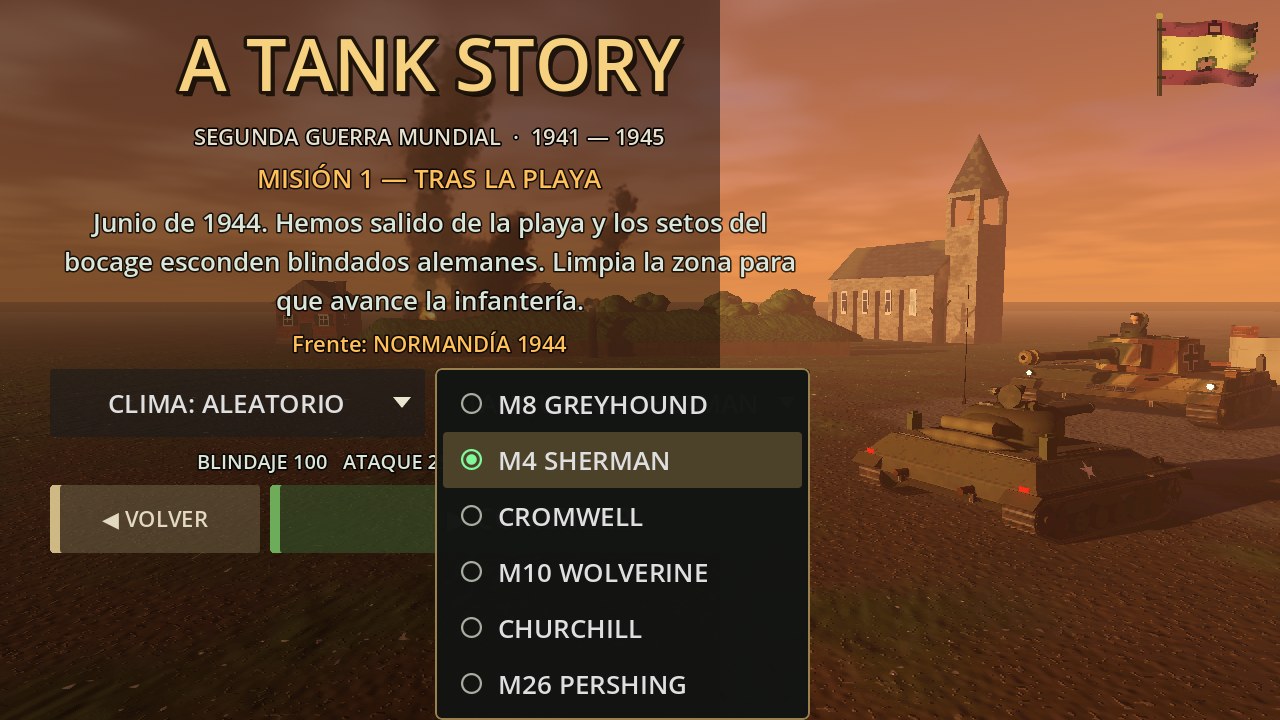 A TANK STORY
SEGUNDA GUERRA MUNDIAL · 1941 — 1945
MISIÓN 1 — TRAS LA PLAYA
Junio de 1944. Hemos salido de la playa y los setos del
bocage esconden blindados alemanes. Limpia la zona para
que avance la infantería.
Frente: NORMANDÍA 1944
CLIMA: ALEATORIO
BLINDAJE 100 ATAQUE 2
◀ VOLVER
M8 GREYHOUND
M4 SHERMAN
CROMWELL
M10 WOLVERINE
CHURCHILL
M26 PERSHING